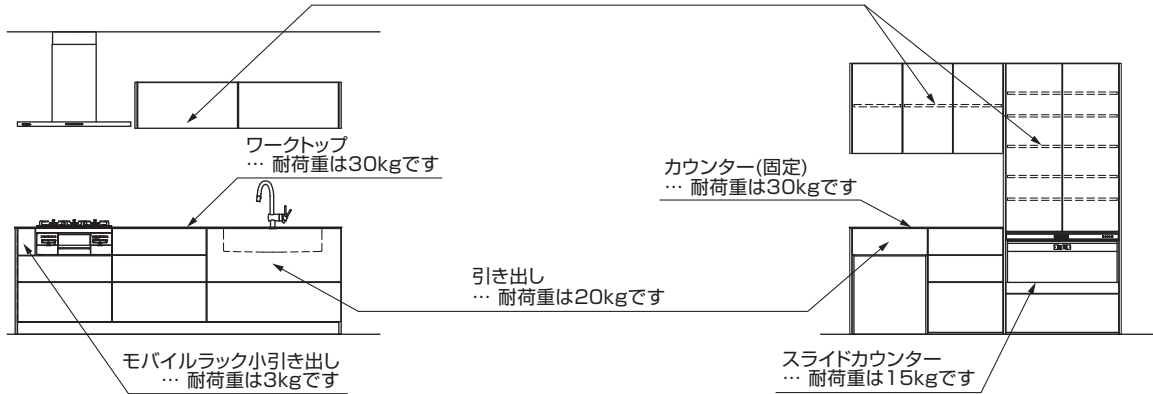 ワークトップ
… 耐荷重は30kgです
カウンター(固定)
… 耐荷重は30kgです
引き出し
… 耐荷重は20kgです
モバイルラック小引き出し
… 耐荷重は3kgです
スライドカウンター
… 耐荷重は15kgです